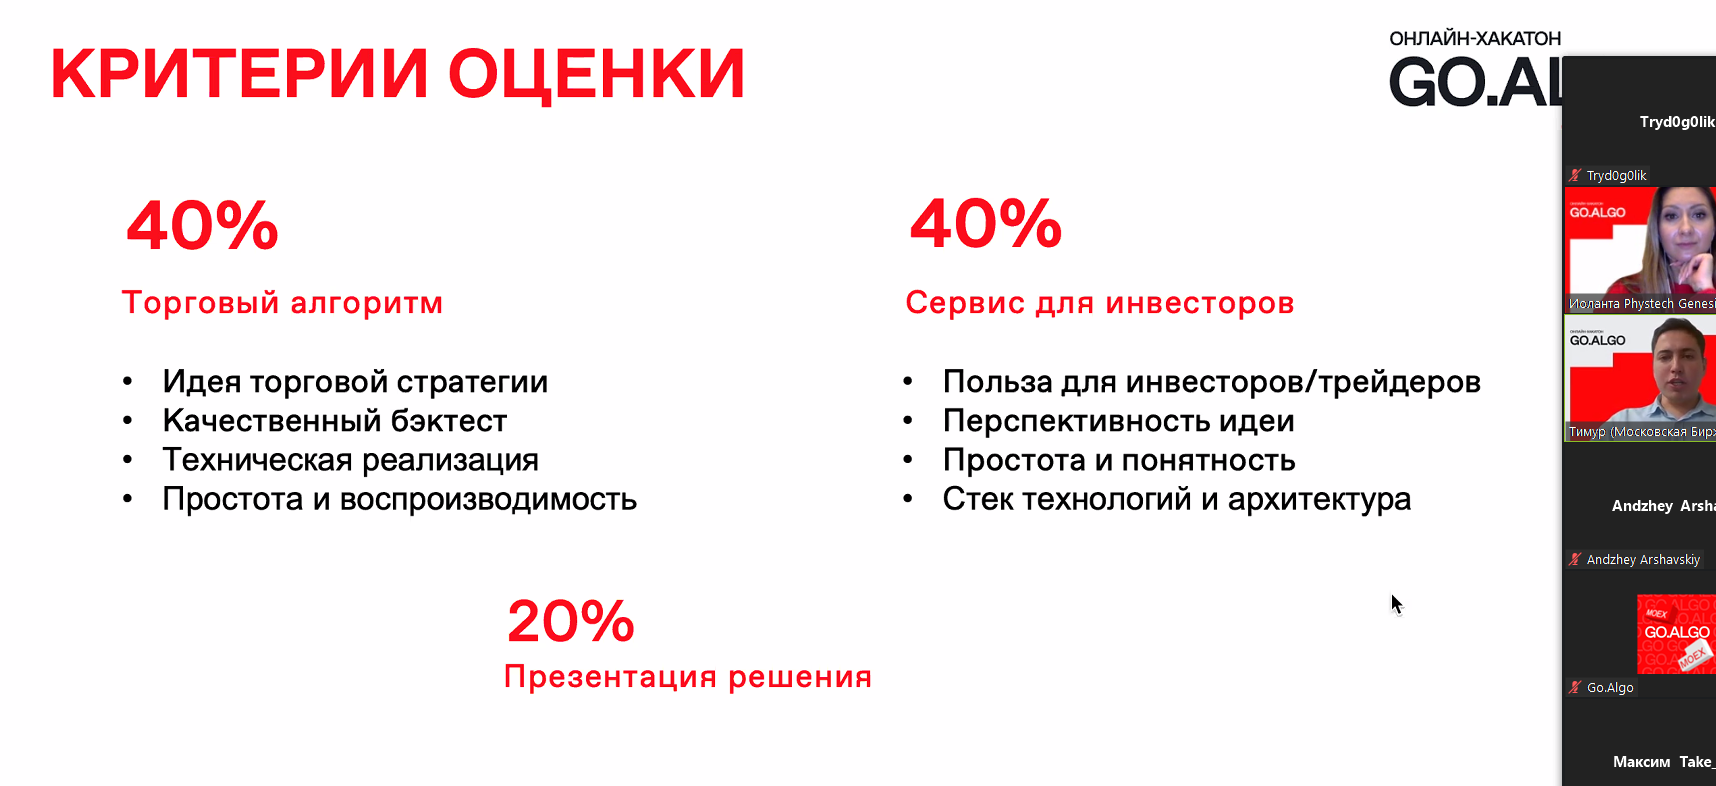 КРИТЕРИИ ОЦЕНКИ
ОНЛАЙН-ХАКАТОН
GO.AL
40%
Торговый алгоритм
• Идея торговой стратегии
• Качественный бэктест
• Техническая реализация
• Простота и воспроизводимость
40%
Сервис для инвесторов
• Польза для инвесторов/трейдеров
• Перспективность идеи
• Простота и понятность
• Стек технологий и архитектура
20%
Презентация решения
Tryd0g0lik
Tryd0g0lik
GO.ALGO
Иоланта Phystech Genesi
ОНЛАЙН-ХАКАТОН
GO.ALGO
Тимур (Московская Бирж
Andzhey Arsha
Andzhey Arshavskiy
MOEX
GO.ALGO
MOEX
Go.Algo
Максим Take_